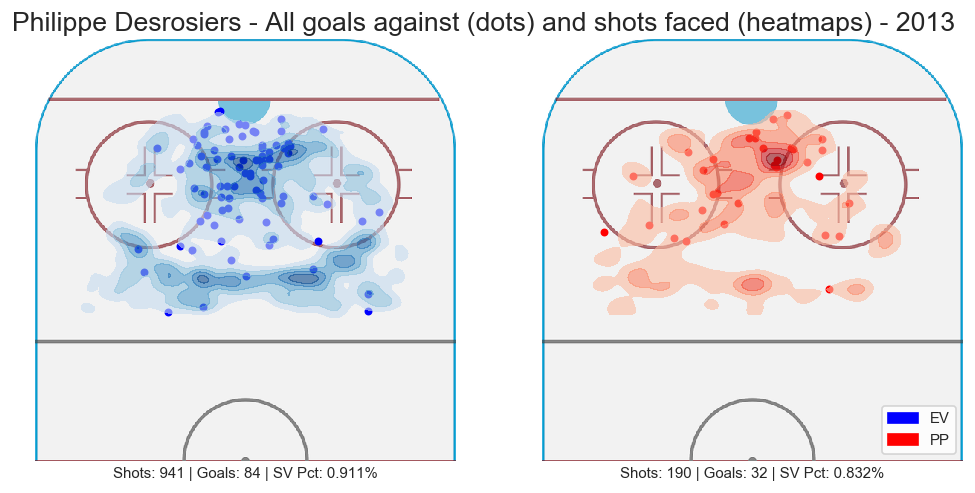 Philippe Desrosiers - All goals against (dots) and shots faced (heatmaps) - 2013
EV
PP
Shots: 941 | Goals: 84 | SV Pct: 0.911%
Shots: 190 | Goals: 32 | SV Pct: 0.832%